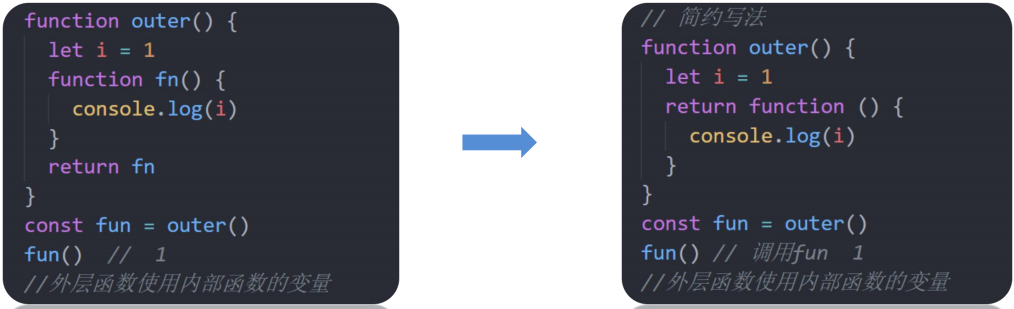 function outer() {
  let i = 1
  function fn() {
    console.log(i)
  }
  return fn
}
const fun = outer()
fun()  //  1
//外层函数使用内部函数的变量
// 简约写法
function outer() {
  let i = 1
  return function () {
    console.log(i)
  }
}
const fun = outer()
fun() // 调用fun  1
//外层函数使用内部函数的变量